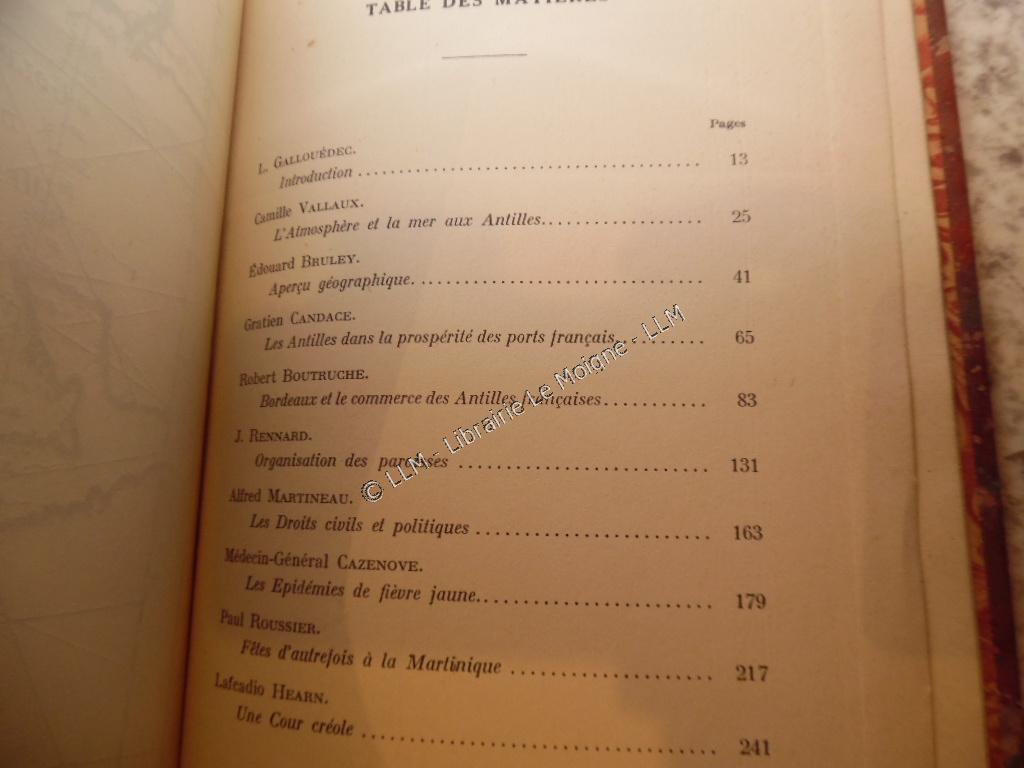 TABLE DES MATIÈRES
Pages
L. GALLOUÉDEC.
Introduction ..................................... 13
Camille VALLAUX.
L'Atmosphère et la mer aux Antilles................. 25
Édouard BRULEY.
Aperçu géographique.............................. 41
Gratien CANDACE.
Les Antilles dans la prospérité des ports français.......... 65
Robert BOUTRUCHE.
Bordeaux et le commerce des Antilles françaises........... 83
J. RENNARD.
Organisation des paroisses .......................... 131
Alfred MARTINEAU.
Les Droits civils et politiques ........................ 163
Médecin-Général CAZENOVE.
Les Epidémies de fièvre jaune........................ 179
Paul ROUSSIER.
Fêtes d'autrefois à la Martinique .................... 217
Lafcadio HEARN.
Une Cour créole .................................. 241
© LLM - Librairie Le Moigne - LLM